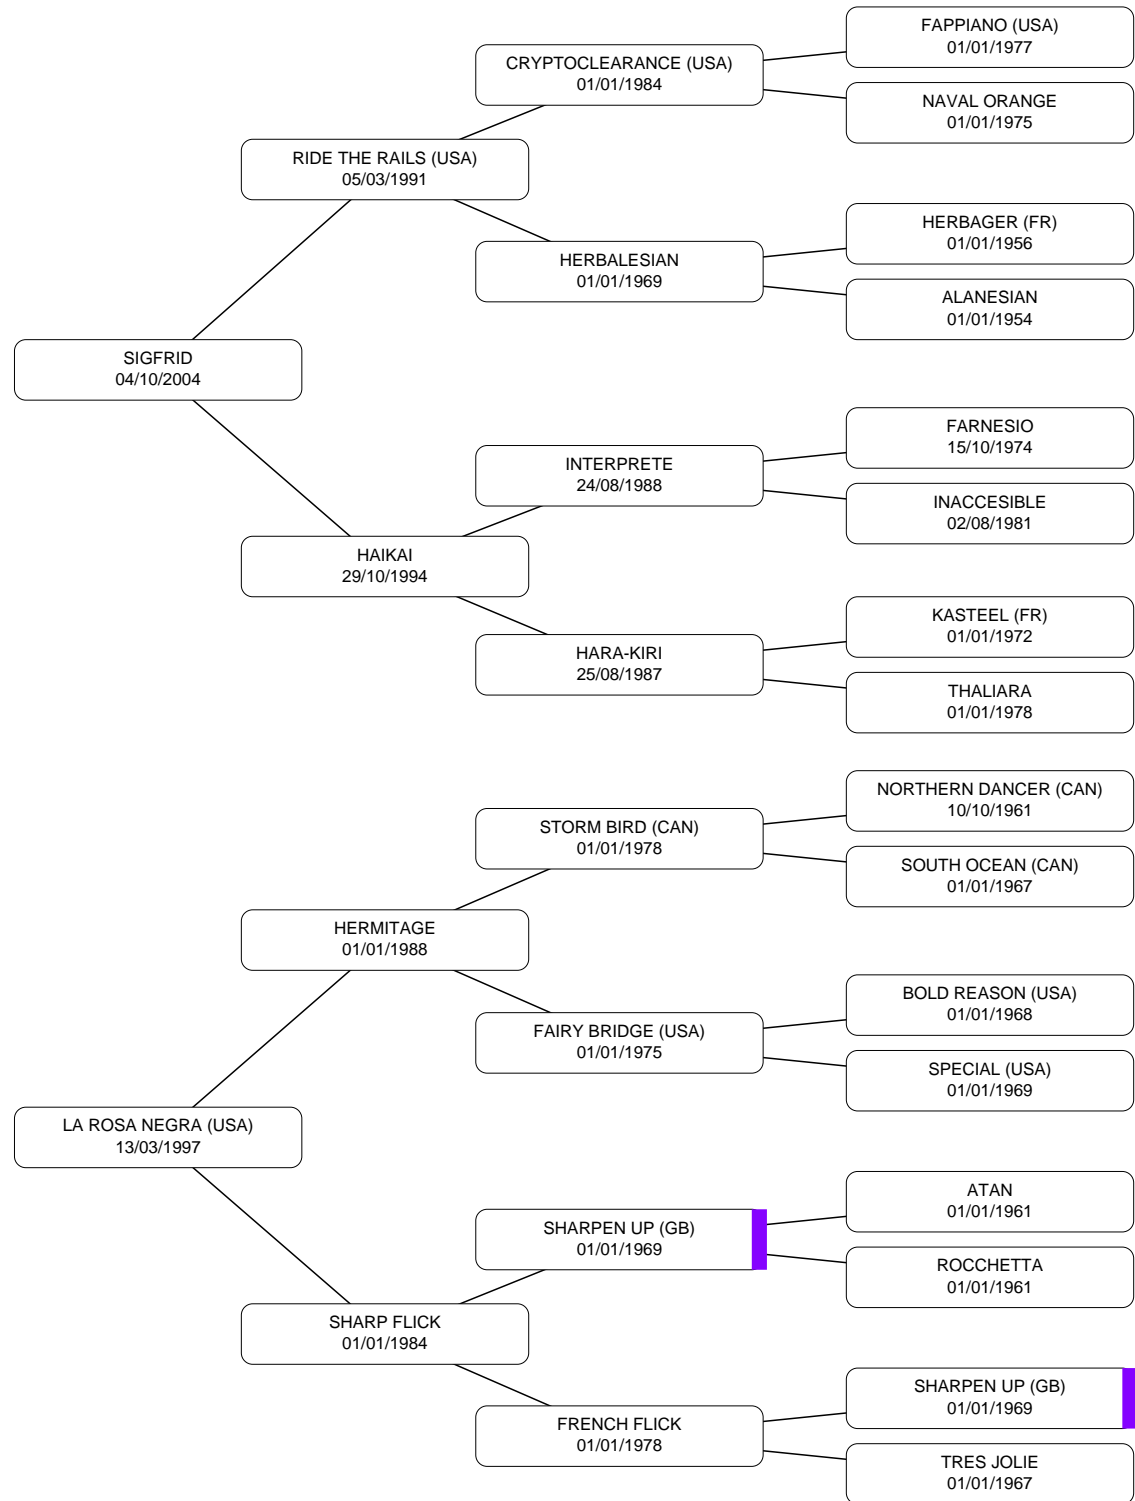 FAPPIANO (USA)
01/01/1977
CRYPTOCLEARANCE (USA)
01/01/1984
NAVAL ORANGE
01/01/1975
RIDE THE RAILS (USA)
05/03/1991
HERBAGER (FR)
01/01/1956
HERBALESIAN
01/01/1969
ALANESIAN
01/01/1954
SIGFRID
04/10/2004
FARNESIO
15/10/1974
INTERPRETE
24/08/1988
INACCESIBLE
02/08/1981
HAIKAI
29/10/1994
KASTEEL (FR)
01/01/1972
HARA-KIRI
25/08/1987
THALIARA
01/01/1978
NORTHERN DANCER (CAN)
10/10/1961
STORM BIRD (CAN)
01/01/1978
SOUTH OCEAN (CAN)
01/01/1967
HERMITAGE
01/01/1988
BOLD REASON (USA)
01/01/1968
FAIRY BRIDGE (USA)
01/01/1975
SPECIAL (USA)
01/01/1969
LA ROSA NEGRA (USA)
13/03/1997
ATAN
01/01/1961
SHARPEN UP (GB)
01/01/1969
ROCCHETTA
01/01/1961
SHARP FLICK
01/01/1984
SHARPEN UP (GB)
01/01/1969
FRENCH FLICK
01/01/1978
TRES JOLIE
01/01/1967